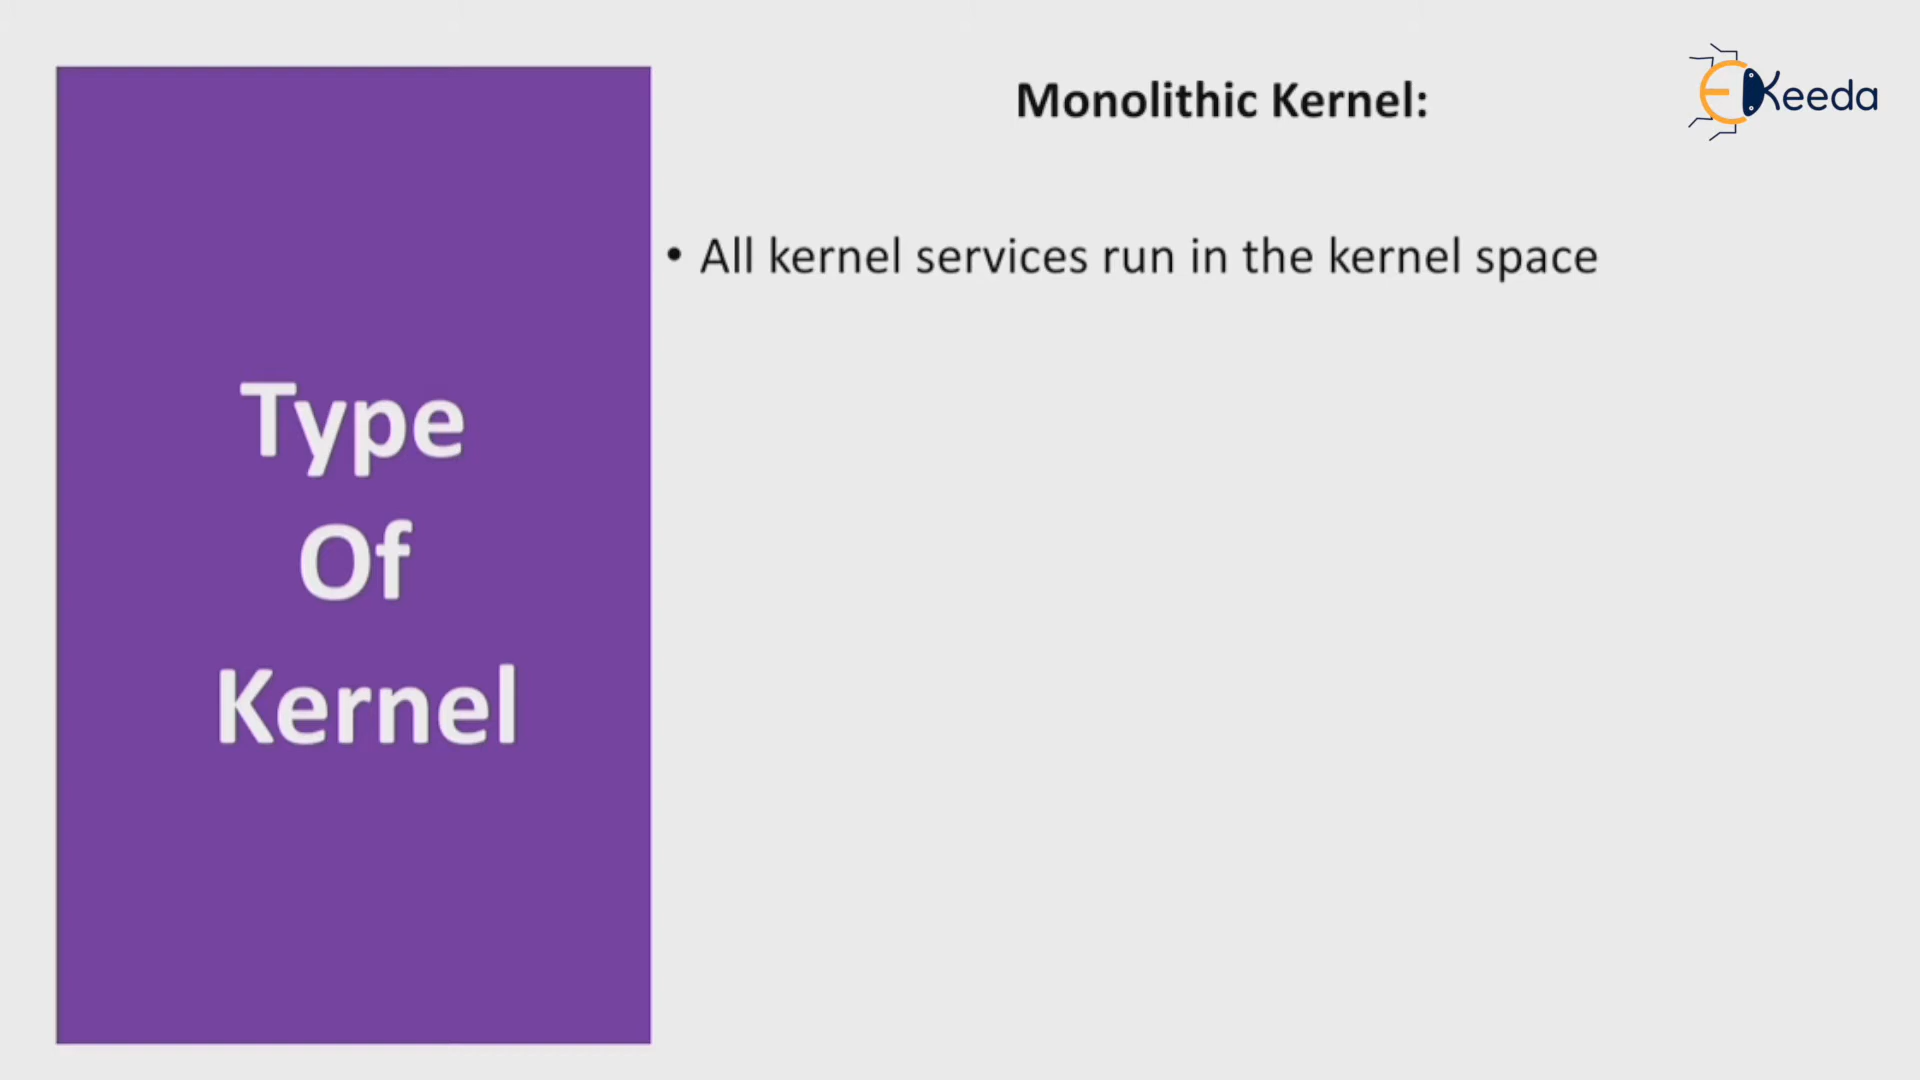 Type
Of
Kernel
Monolithic Kernel:
• All kernel services run in the kernel space
EKeeda